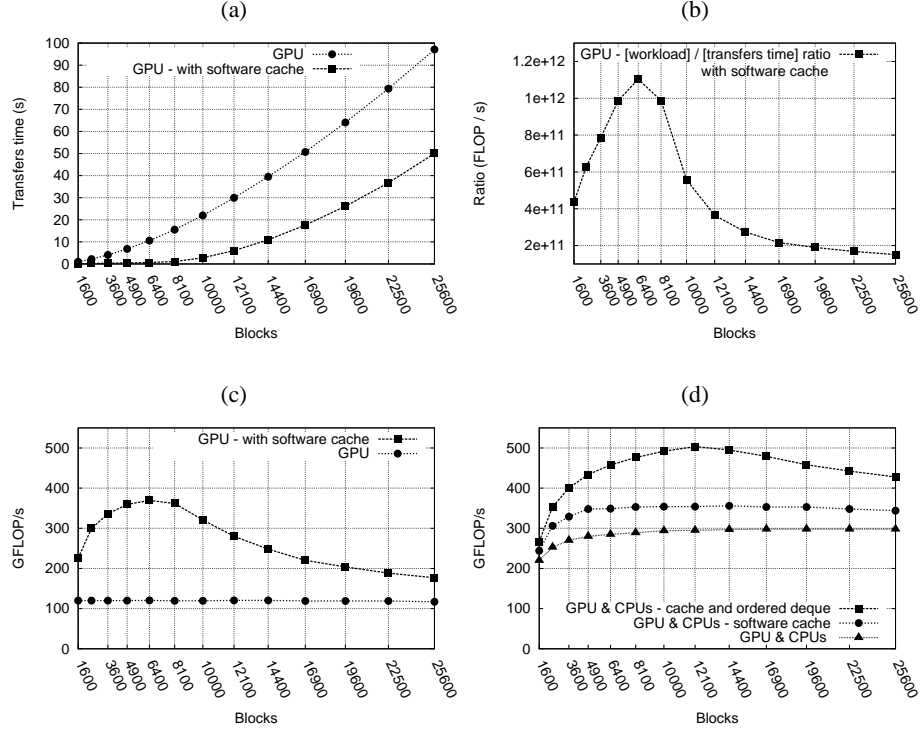 (a)
GPU
GPU - with software cache
100
90
80
70
60
50
40
30
20
10
0
Transfers time (s)
1600
3600
4900
6400
8100
10000
12100
14400
16900
19600
22500
25600
Blocks
(b)
GPU - [workload] / [transfers time] ratio
with software cache
1.2e+12
1e+12
8e+11
6e+11
4e+11
2e+11
Ratio (FLOP / s)
1600
3600
4900
6400
8100
10000
12100
14400
16900
19600
22500
25600
Blocks
(c)
GPU - with software cache
GPU
500
400
300
200
100
0
GFLOP/s
1600
3600
4900
6400
8100
10000
12100
14400
16900
19600
22500
25600
Blocks
(d)
500
400
300
200
100
0
GFLOP/s
GPU & CPUs - cache and ordered deque
GPU & CPUs - software cache
GPU & CPUs
1600
3600
4900
6400
8100
10000
12100
14400
16900
19600
22500
25600
Blocks